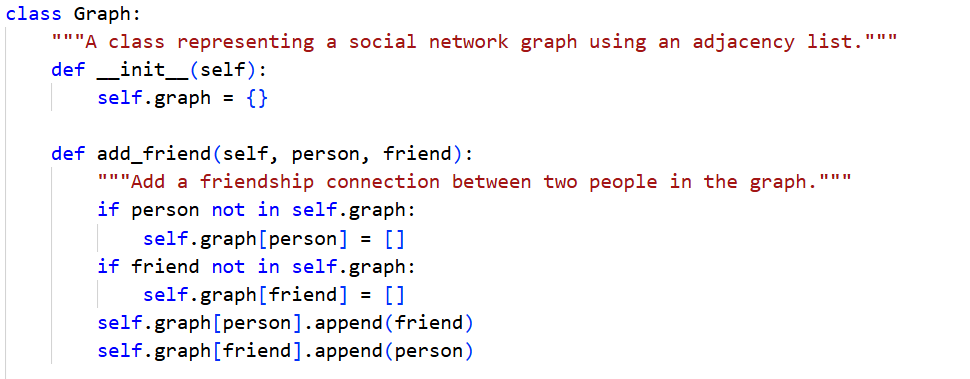 class Graph:
    """A class representing a social network graph using an adjacency list."""
    def __init__(self):
        self.graph = {}

    def add_friend(self, person, friend):
        """Add a friendship connection between two people in the graph."""
        if person not in self.graph:
            self.graph[person] = []
        if friend not in self.graph:
            self.graph[friend] = []
        self.graph[person].append(friend)
        self.graph[friend].append(person)